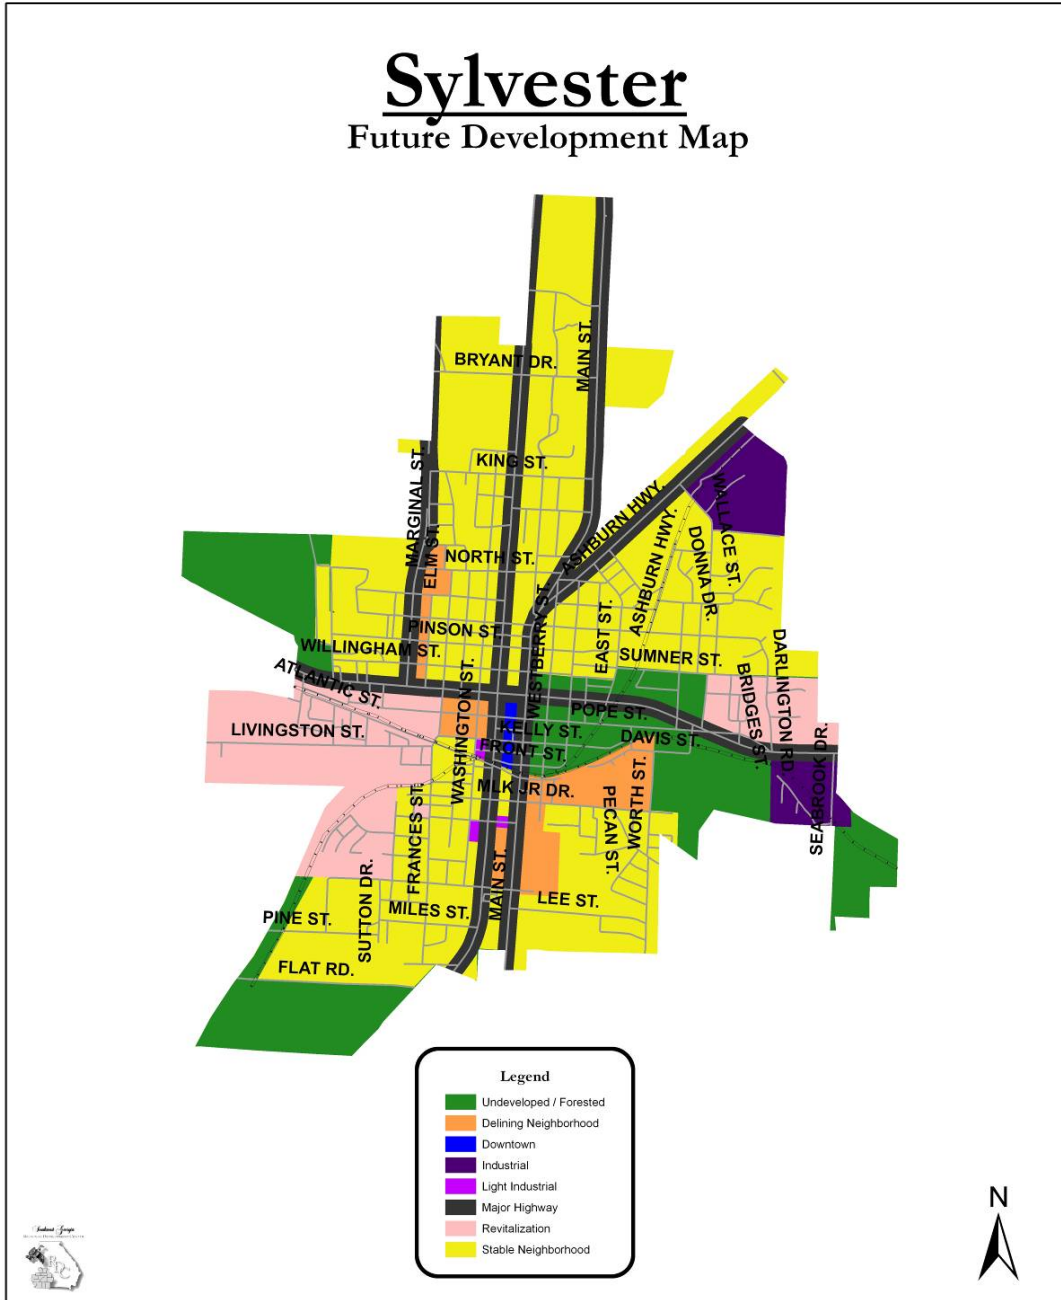 Sylvester
Future Development Map
MAIN ST.
BRYANT DR.
KING ST.
MARGINAL ST.
ELM ST.
NORTH ST.
ASHBURN HWY.
ASHBURN HWY.
WALLACE ST.
DONNA DR.
PINSON ST.
WESTBERRY ST.
EAST ST.
WILLINGHAM ST.
SUMNER ST.
DARLINGTON RD.
BRIDGES ST.
ATLANTIC ST.
WASHINGTON ST.
POPE ST.
LIVINGSTON ST.
KELLY ST.
DAVIS ST.
FRONT ST.
SEABROOK DR.
MLK JR DR.
WORTH ST.
PECAN ST.
FRANCES ST.
SUTTON DR.
MAIN ST.
LEE ST.
MILES ST.
PINE ST.
FLAT RD.
Legend
Undeveloped / Forested
Delining Neighborhood
Downtown
Industrial
Light Industrial
Major Highway
Revitalization
Stable Neighborhood
N